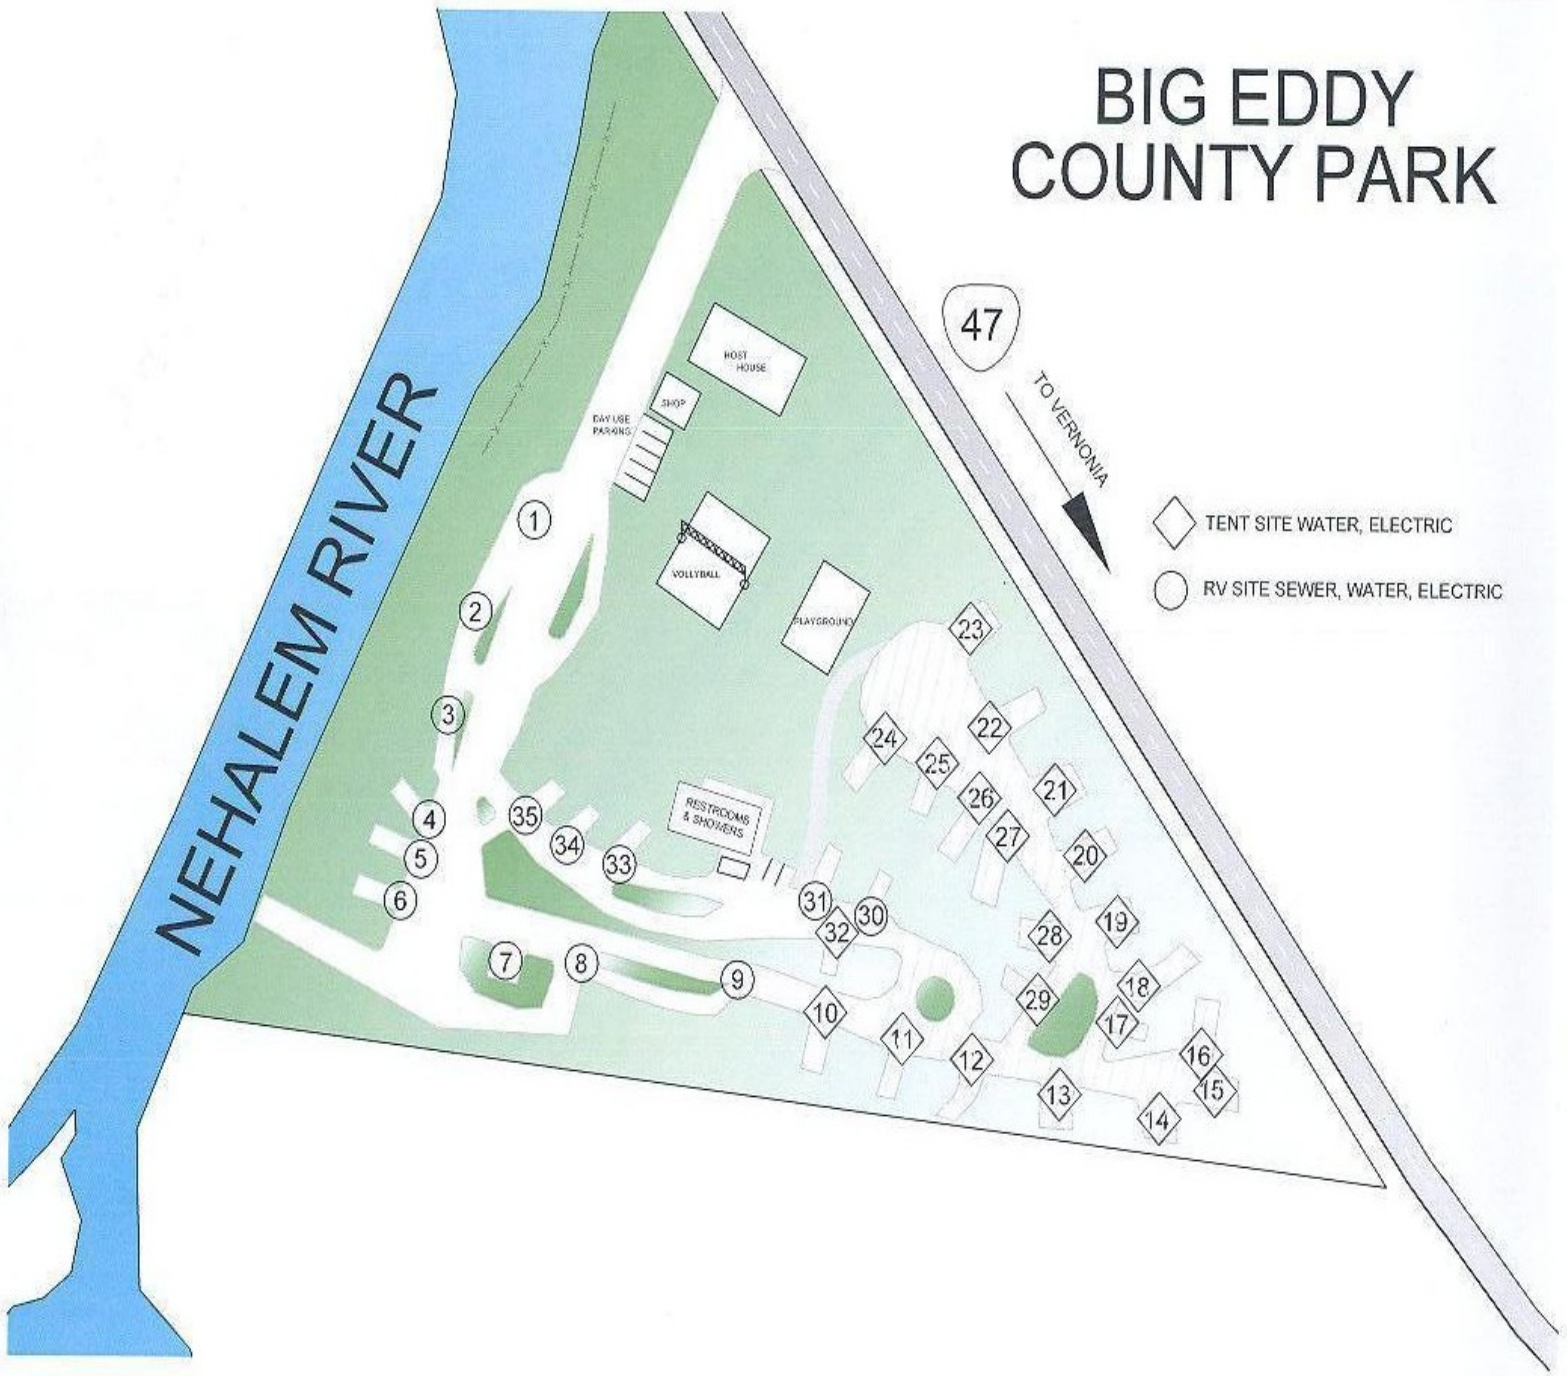 BIG EDDY
COUNTY PARK
47
TO VERNONIA
TENT SITE WATER, ELECTRIC
RV SITE SEWER, WATER, ELECTRIC
NEHALEM RIVER
HOST
HOUSE
SHOP
DAY USE
PARKING
VOLLYBALL
PLAYGROUND
RESTROOMS
& SHOWERS
1
2
3
4
5
6
7
8
9
10
11
12
13
14
15
16
17
18
19
20
21
22
23
24
25
26
27
28
29
30
31
32
33
34
35